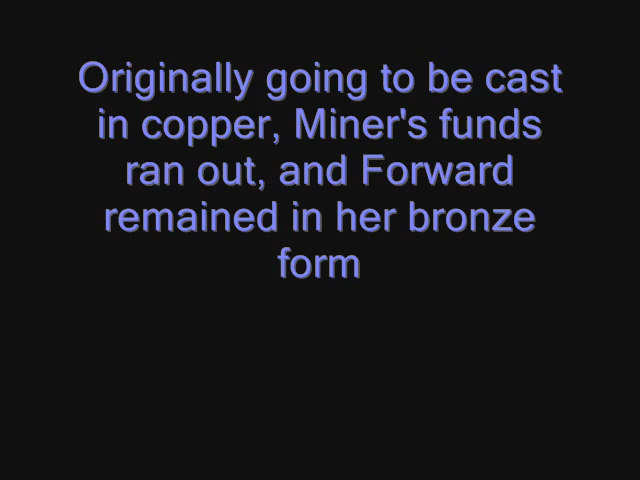 Originally going to be cast
in copper, Miner's funds
ran out, and Forward
remained in her bronze
form